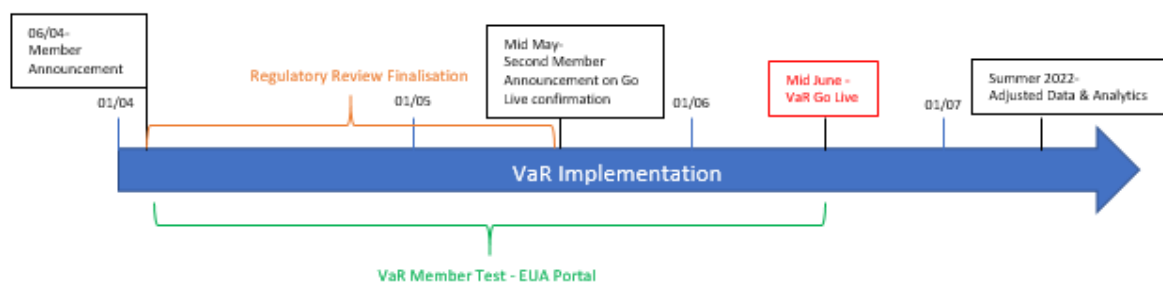 06/04-
Member
Announcement
Regulatory Review Finalisation
Mid May-
Second Member
Announcement on Go
Live confirmation
Mid June -
VaR Go Live
Summer 2022-
Adjusted Data & Analytics
01/04
01/05
01/06
01/07
VaR Implementation
VaR Member Test - EUA Portal